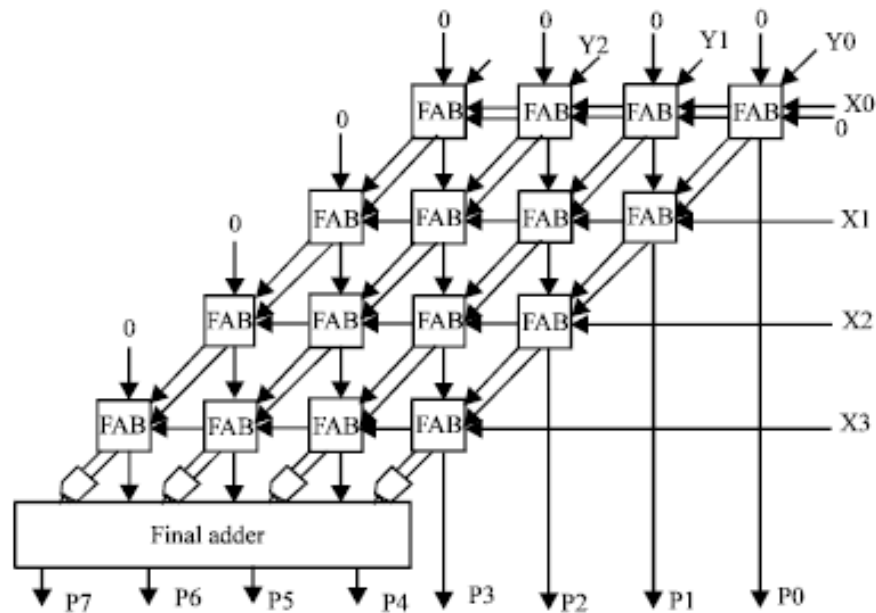 0 0 0 0
Y2 Y1 Y0
FAB FAB FAB FAB X0
0 0
FAB FAB FAB FAB X1
0
FAB FAB FAB FAB X2
0
FAB FAB FAB FAB X3
Final adder
P7 P6 P5 P4 P3 P2 P1 P0